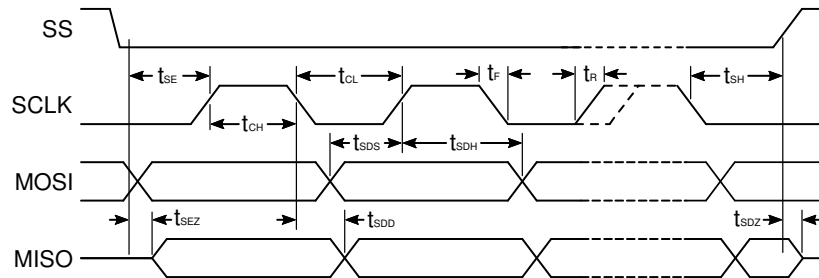 SS
tSE tCL tF tR tSH
SCLK
tCH
tSDS tSDH
MOSI
tSEZ tSDD tSDZ
MISO